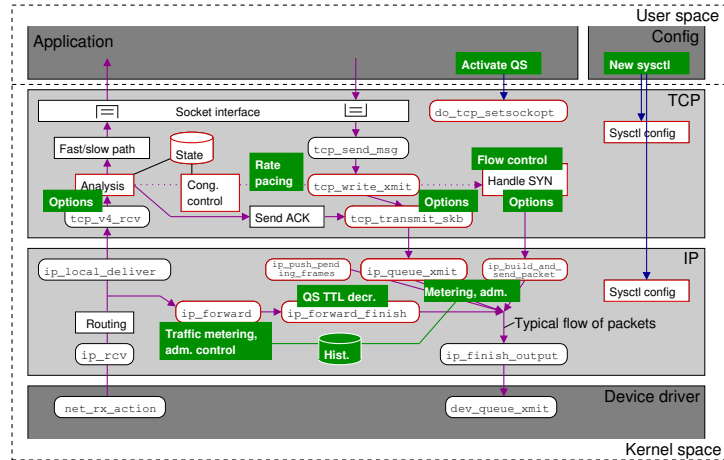 User space
Application
Config
Activate QS
New sysctl
TCP
Socket interface
do_tcp_setsockopt
Sysctl config
Fast/slow path
State
tcp_send_msg
Rate
pacing
Flow control
Analysis
Cong.
control
tcp_write_xmit
Handle SYN
Options
Options
Options
tcp_v4_rcv
Send ACK
tcp_transmit_skb
IP
ip_local_deliver
ip_push_pend
ing_frames
ip_queue_xmit
ip_build_and_
send_packet
QS TTL decr.
Metering, adm.
Sysctl config
ip_forward
ip_forward_finish
Routing
Typical flow of packets
Traffic metering,
adm. control
Hist.
ip_rcv
ip_finish_output
Device driver
net_rx_action
dev_queue_xmit
Kernel space